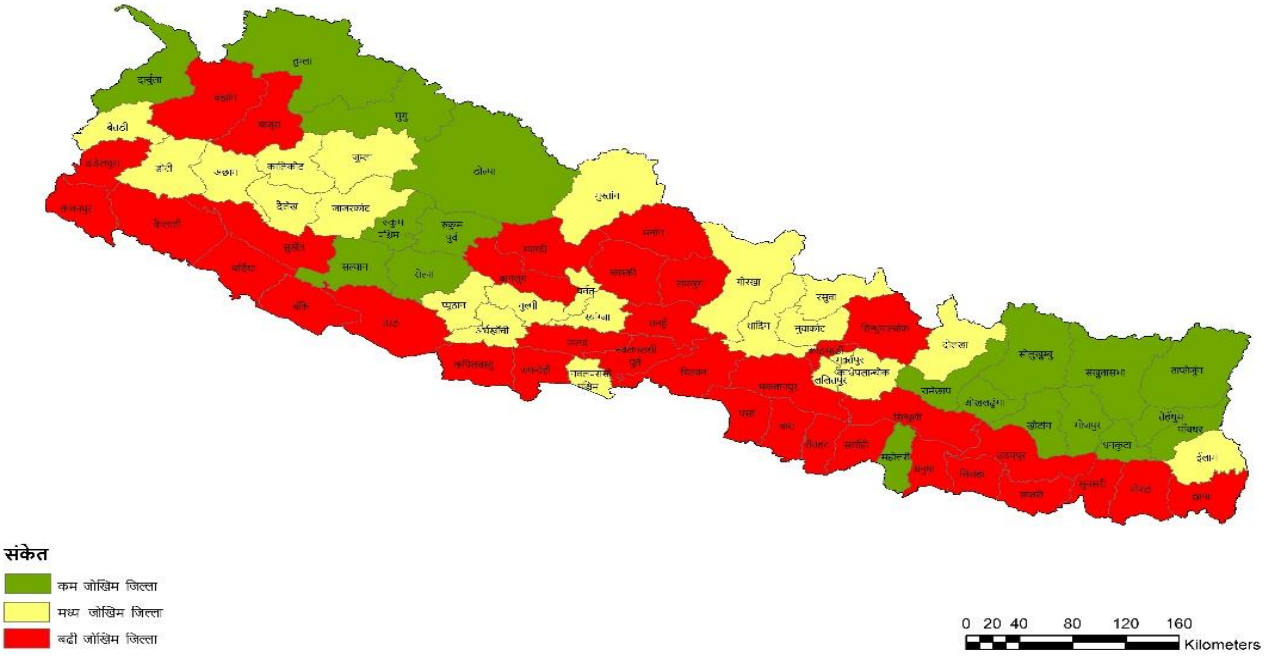 हुम्ला
दार्चुला
बझाङ
मुगु
बाजुरा
बैतडी
जुम्ला
कालिकोट
डोटी
अछाम
डडेलधुरा
डोल्पा
मुस्तांग
दैलेख
जाजरकोट
कंचनपुर
कैलाली
रुकुम
पश्चिम
रुकुम
पुर्व
मनांग
सुर्खेत
म्याग्दी
सल्यान
रोल्पा
बर्दिया
बागलुंग
कास्की
लमजुंग
गोरखा
पर्वत
रसुवा
बाँके
प्यूठान
गुल्मी
स्यांग्जा
दाङ
अर्घाखाँची
तनहुँ
धादिंग
नुवाकोट
सिन्धुपाल्चोक
दोलखा
पाल्पा
नवलपरासी
पुर्व
काठमाडौं
भक्तपुर
सोलुखुम्बु
संखुवासभा
ताप्लेजुंग
कपिलवस्तु
रुपन्देही
नवलपरासी
पश्चिम
चितवन
मकवानपुर
ललितपुर
काभ्रेपलान्चोक
रामेछाप
ओखलढुंगा
पर्सा
बारा
रौतहट
सर्लाही
सिन्धुली
खोटांग
भोजपुर
तेह्रथुम
पाँचथर
धनकुटा
महोत्तरी
धनुषा
सिराहा
उदयपुर
सप्तरी
सुनसरी
मोरङ
झापा
ईलाम
संकेत
कम जोखिम जिल्ला
मध्य जोखिम जिल्ला
बढी जोखिम जिल्ला
0 20 40 80 120 160
Kilometers